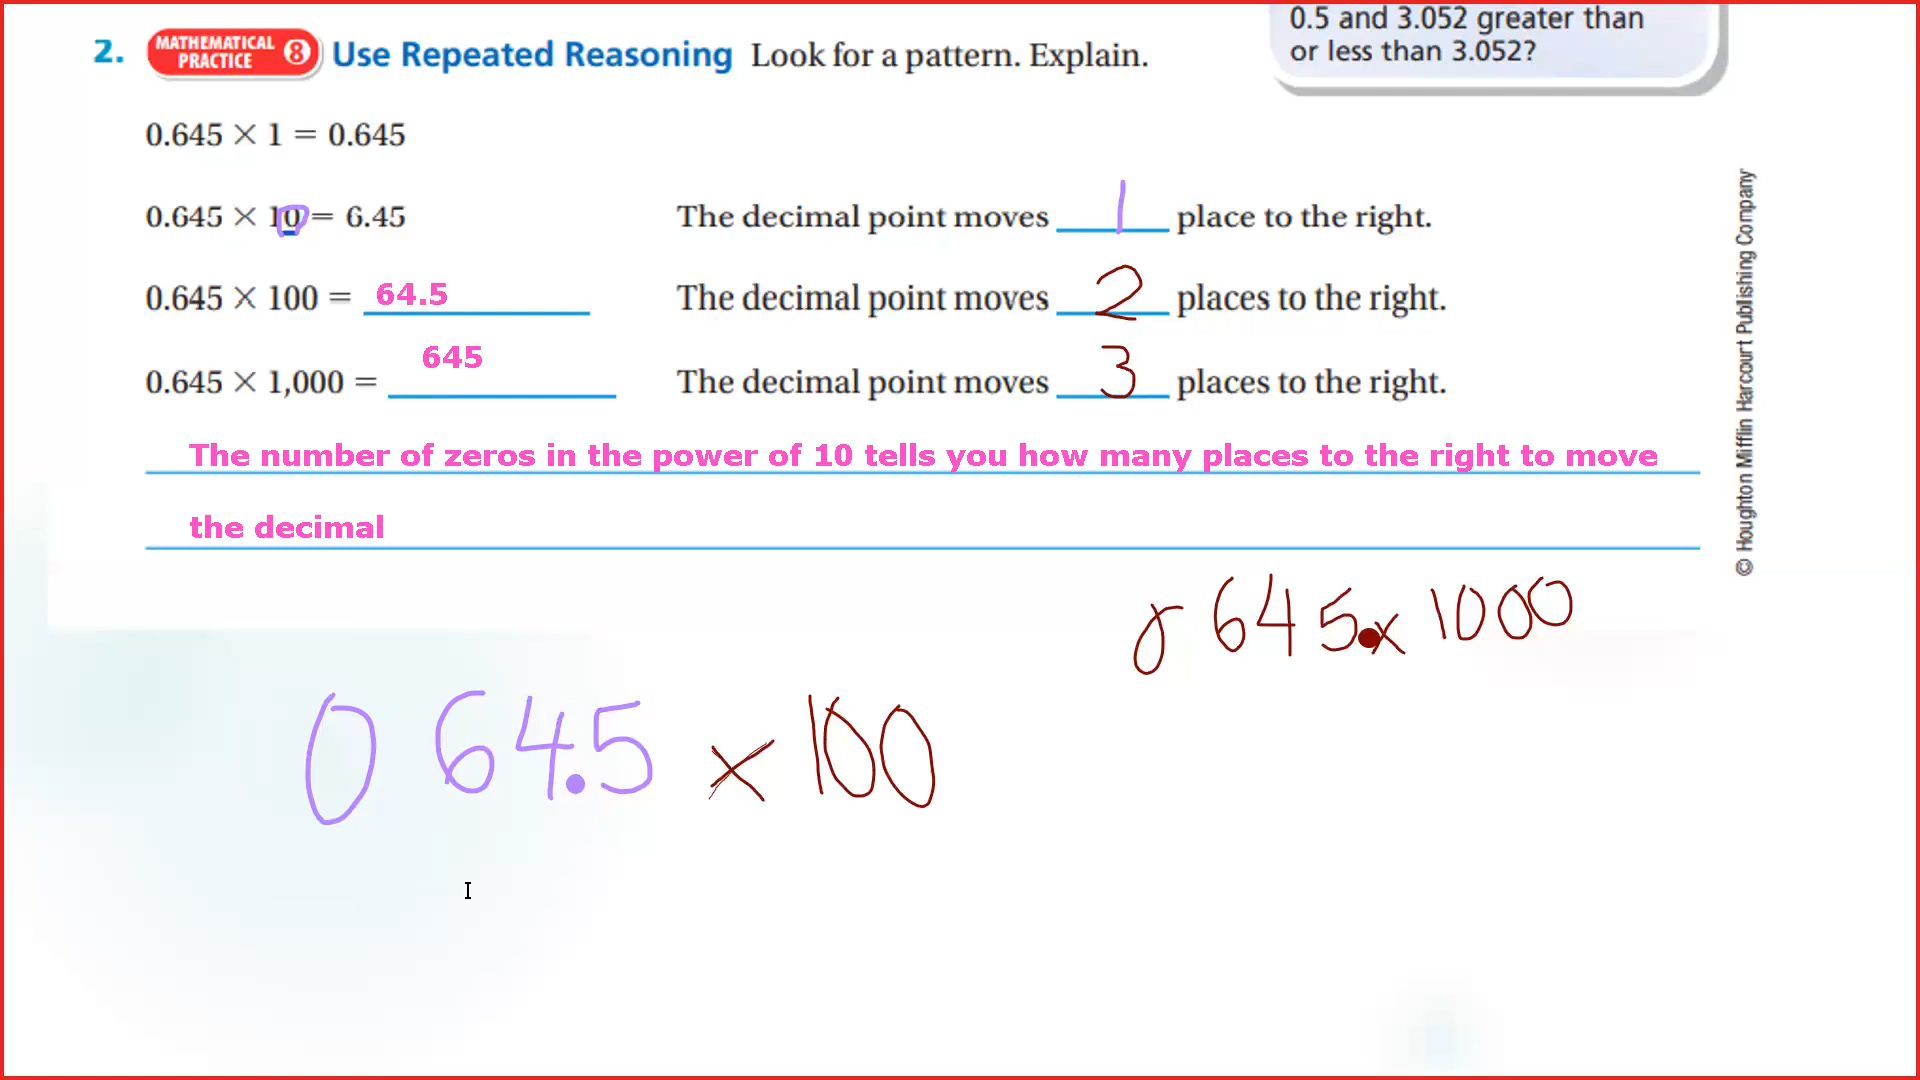 0.5 and 3.052 greater than
or less than 3.052?
2. MATHEMATICAL PRACTICE 8 Use Repeated Reasoning Look for a pattern. Explain.
0.645 × 1 = 0.645
0.645 × 10 = 6.45 The decimal point moves 1 place to the right.
0.645 × 100 = 64.5 The decimal point moves 2 places to the right.
0.645 × 1,000 = 645 The decimal point moves 3 places to the right.
The number of zeros in the power of 10 tells you how many places to the right to move
the decimal
© Houghton Mifflin Harcourt Publishing Company
0 645.x 1000
0 64.5 x 100